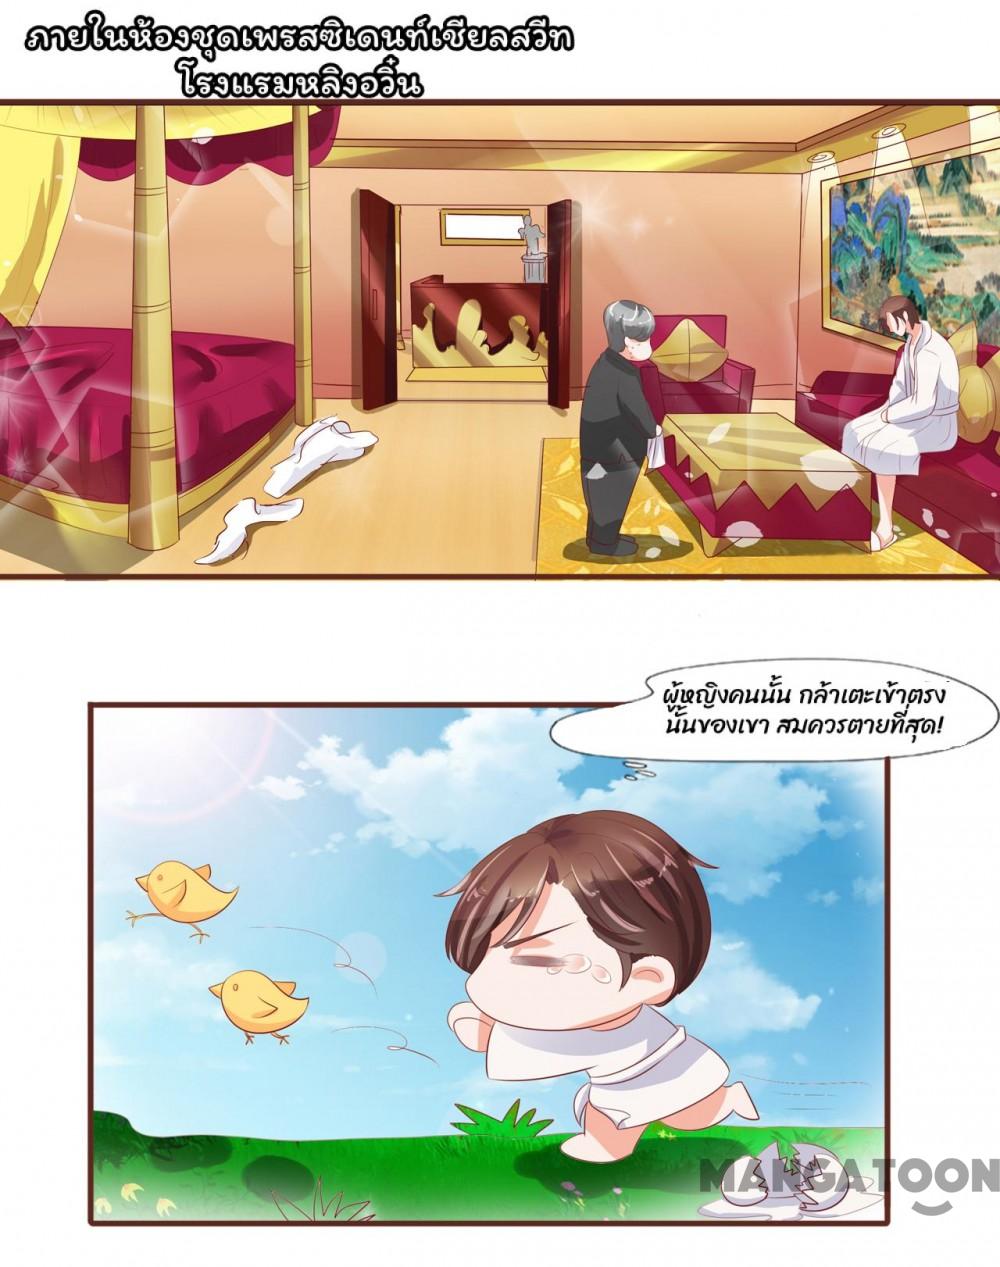 ภายในห้องชุดเพรสซิเดนท์เชียลสวีท
โรงแรมหลิงอวิ๋น
ผู้หญิงคนนั้น กล้าเตะเข้าตรง
นั้นของเขา สมควรตายที่สุด!
MANGATOON